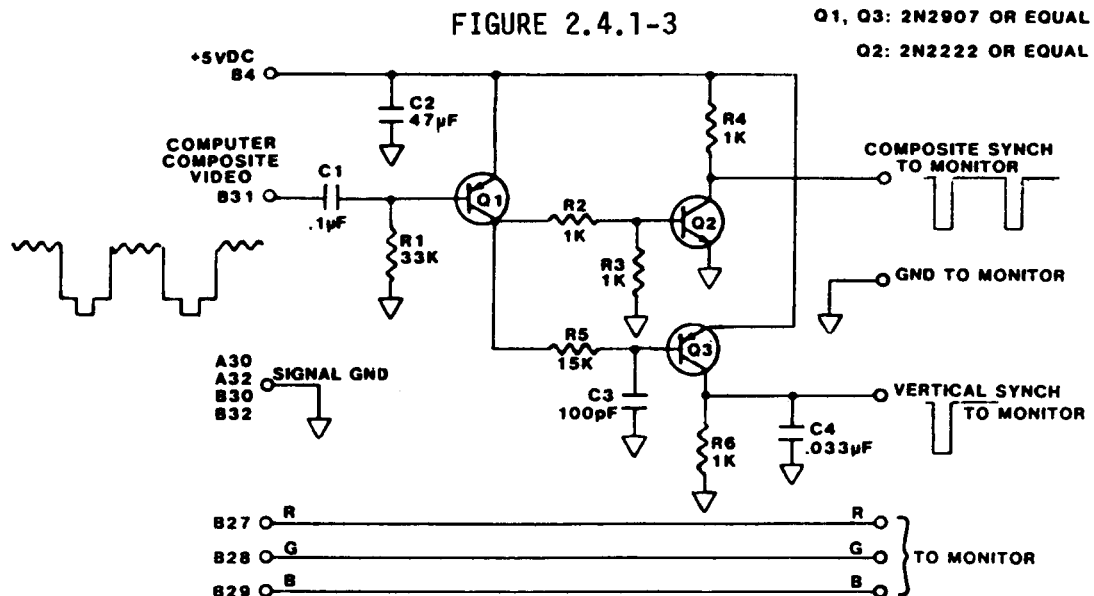 FIGURE 2.4.1-3
Q1, Q3: 2N2907 OR EQUAL
Q2: 2N2222 OR EQUAL
+5VDC
B4
C2
47µF
R4
1K
COMPUTER
COMPOSITE
VIDEO
B31
C1
.1µF
Q1
R1
33K
R2
1K
R3
1K
Q2
COMPOSITE SYNCH
TO MONITOR
GND TO MONITOR
A30
A32
B30
B32
SIGNAL GND
R5
15K
C3
100pF
Q3
R6
1K
C4
.033µF
VERTICAL SYNCH
TO MONITOR
B27
R
R
B28
G
G
TO MONITOR
B29
B
B